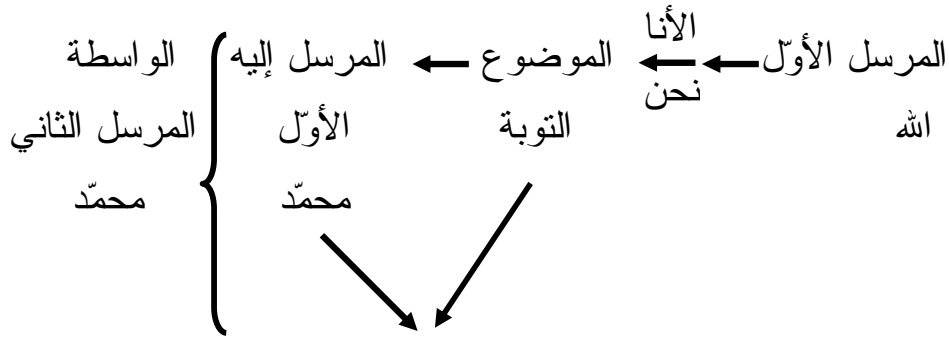 الأنا
المرسل الأوّل الموضوع المرسل إليه الواسطة
نحن
الله التوبة الأوّل المرسل الثاني
محمّد محمّد